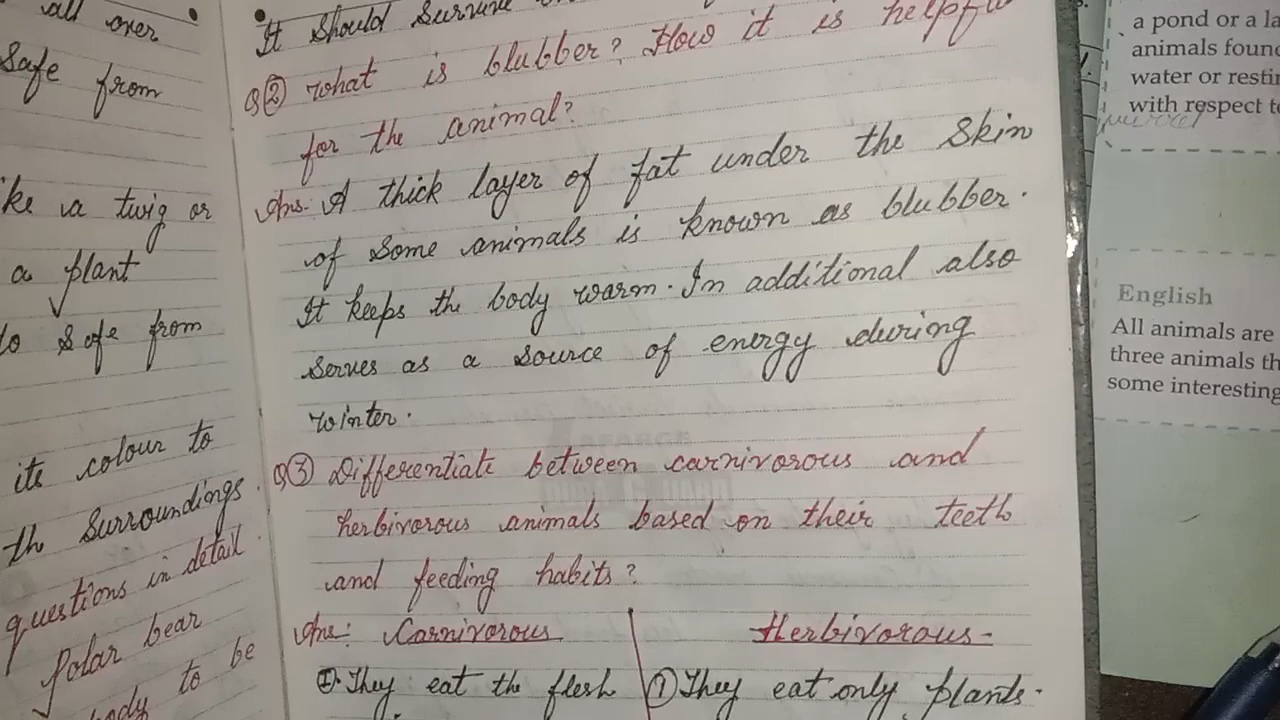 all over
Safe from
ike a twig or
a plant
to safe from
its colour to
th surroundings.
questions in detail.
Polar bear
body to be
It should survive
Q② What is blubber? How it is helpful
for the animal?
Ans. A thick layer of fat under the skin
of some animals is known as blubber.
It keeps the body warm. In additional also
serves as a source of energy during
winter.
Q③ Differentiate between carnivorous and
herbivorous animals based on their teeth
and feeding habits?
Ans: Carnivorous Herbivorous-
①. They eat the flesh ① They eat only plants.
a pond or a la
animals foun
water or restin
with respect to
English
All animals are
three animals th
some interesting